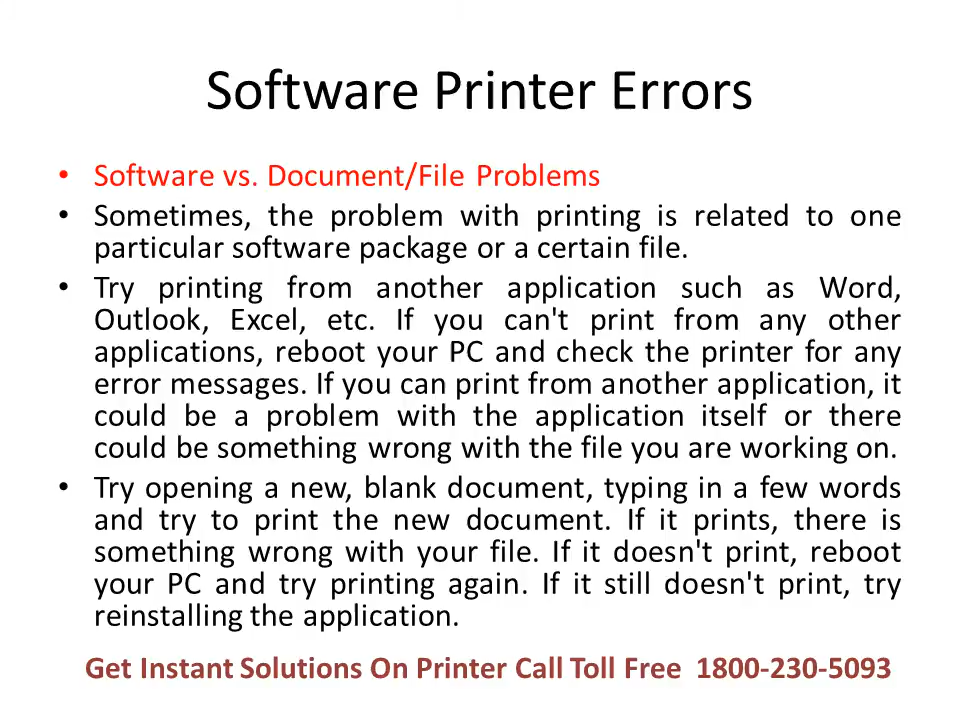 Software Printer Errors
• Software vs. Document/File Problems
• Sometimes, the problem with printing is related to one
particular software package or a certain file.
• Try printing from another application such as Word,
Outlook, Excel, etc. If you can't print from any other
applications, reboot your PC and check the printer for any
error messages. If you can print from another application, it
could be a problem with the application itself or there
could be something wrong with the file you are working on.
• Try opening a new, blank document, typing in a few words
and try to print the new document. If it prints, there is
something wrong with your file. If it doesn't print, reboot
your PC and try printing again. If it still doesn't print, try
reinstalling the application.
Get Instant Solutions On Printer Call Toll Free 1800-230-5093